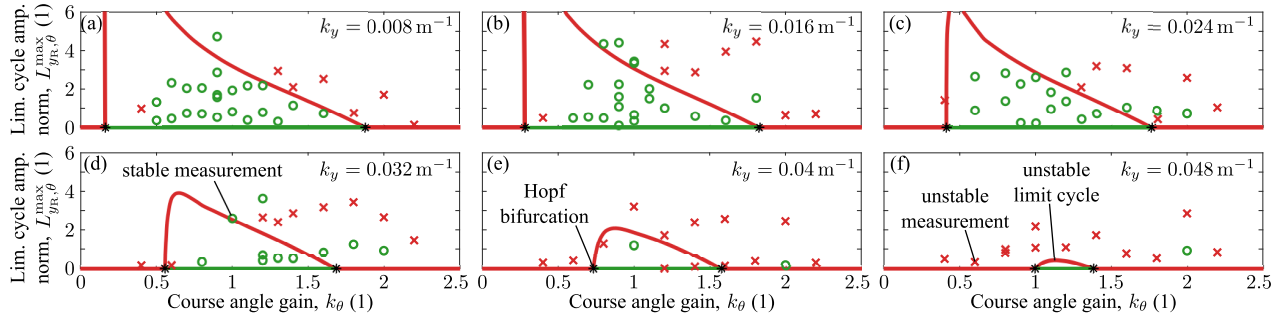 Lim. cycle amp.
norm, L^max_{y_R,θ} (1)
6
4
2
0
(a)
k_y = 0.008 m⁻¹
(b)
k_y = 0.016 m⁻¹
(c)
k_y = 0.024 m⁻¹
Lim. cycle amp.
norm, L^max_{y_R,θ} (1)
6
4
2
0
(d)
k_y = 0.032 m⁻¹
stable measurement
(e)
k_y = 0.04 m⁻¹
Hopf
bifurcation
(f)
k_y = 0.048 m⁻¹
unstable
measurement
unstable
limit cycle
0 0.5 1 1.5 2 2.5
0 0.5 1 1.5 2 2.5
0 0.5 1 1.5 2 2.5
Course angle gain, k_θ (1)
Course angle gain, k_θ (1)
Course angle gain, k_θ (1)